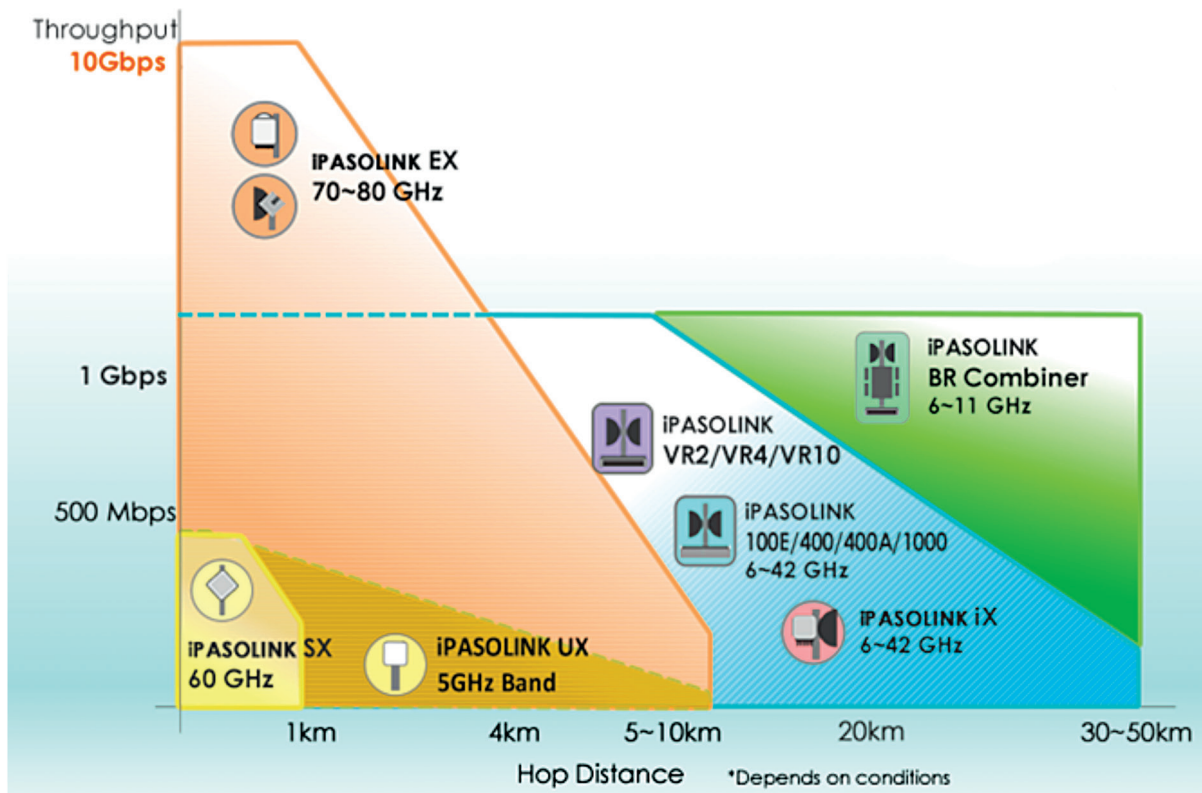 Throughput
10Gbps
iPASOLINK EX
70~80 GHz
1 Gbps
iPASOLINK
BR Combiner
6~11 GHz
iPASOLINK
VR2/VR4/VR10
500 Mbps
iPASOLINK
100E/400/400A/1000
6~42 GHz
iPASOLINK iX
6~42 GHz
iPASOLINK SX
60 GHz
iPASOLINK UX
5GHz Band
1km
4km
5~10km
20km
30~50km
Hop Distance
*Depends on conditions